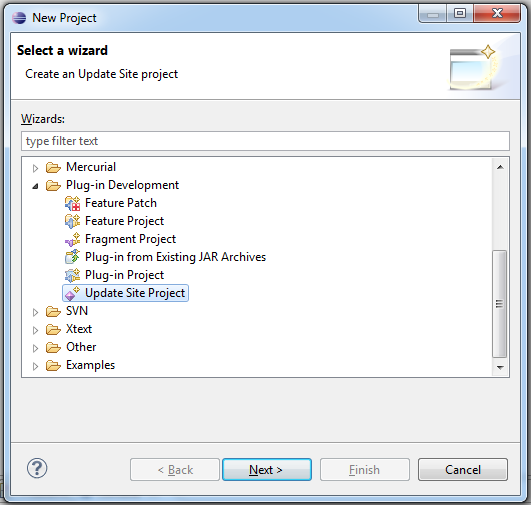 New Project
Select a wizard
Create an Update Site project
Wizards:
type filter text
Mercurial
Plug-in Development
Feature Patch
Feature Project
Fragment Project
Plug-in from Existing JAR Archives
Plug-in Project
Update Site Project
SVN
Xtext
Other
Examples
? < Back Next > Finish Cancel